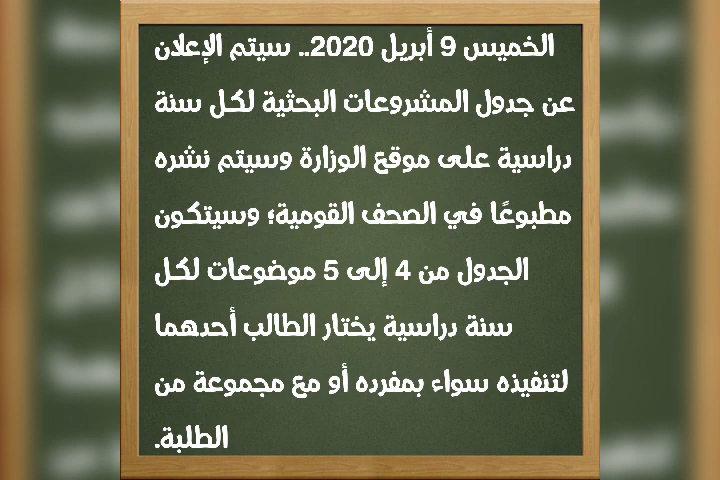 الخميس 9 أبريل 2020.. سيتم الإعلان
عن جدول المشروعات البحثية لكل سنة
دراسية على موقع الوزارة وسيتم نشره
مطبوعًا في الصحف القومية؛ وسيتكون
الجدول من 4 إلى 5 موضوعات لكل
سنة دراسية يختار الطالب أحدهما
لتنفيذه سواء بمفرده أو مع مجموعة من
الطلبة.